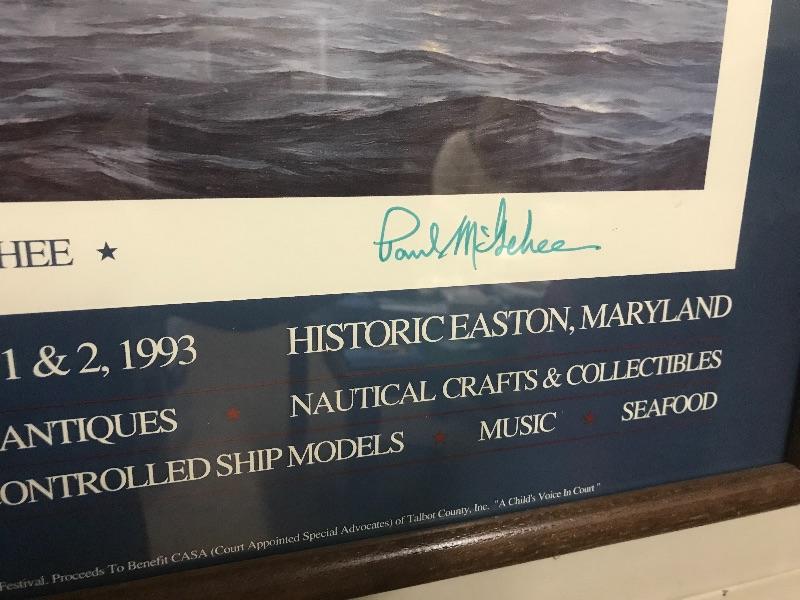 HEE ★
Paul McGehee
1 & 2, 1993 HISTORIC EASTON, MARYLAND
ANTIQUES ★ NAUTICAL CRAFTS & COLLECTIBLES
CONTROLLED SHIP MODELS ★ MUSIC ★ SEAFOOD
Festival. Proceeds To Benefit CASA (Court Appointed Special Advocates) of Talbot County, Inc. "A Child's Voice In Court"